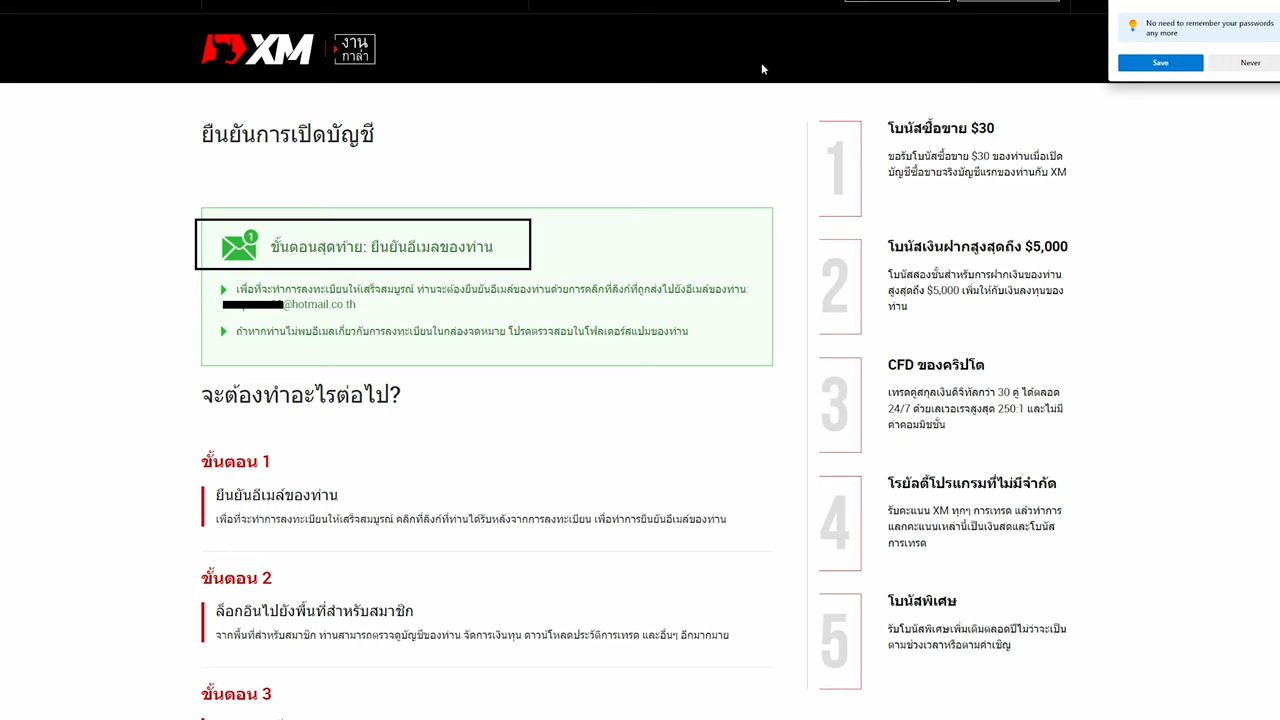 XM
งาน
กาล่า
No need to remember your passwords
any more
Save
Never
ยืนยันการเปิดบัญชี
1
ขั้นตอนสุดท้าย: ยืนยันอีเมลของท่าน
เพื่อที่จะทำการลงทะเบียนให้เสร็จสมบูรณ์ ท่านจะต้องยืนยันอีเมล์ของท่านด้วยการคลิกที่ลิงก์ที่ถูกส่งไปยังอีเมล์ของท่าน:
@hotmail.co.th
ถ้าหากท่านไม่พบอีเมลเกี่ยวกับการลงทะเบียนในกล่องจดหมาย โปรดตรวจสอบในโฟลเดอร์สแปมของท่าน
จะต้องทำอะไรต่อไป?
ขั้นตอน 1
ยืนยันอีเมล์ของท่าน
เพื่อที่จะทำการลงทะเบียนให้เสร็จสมบูรณ์ คลิกที่ลิงก์ที่ท่านได้รับหลังจากการลงทะเบียน เพื่อทำการยืนยันอีเมล์ของท่าน
ขั้นตอน 2
ล็อกอินไปยังพื้นที่สำหรับสมาชิก
จากพื้นที่สำหรับสมาชิก ท่านสามารถตรวจดูบัญชีของท่าน จัดการเงินทุน ดาวน์โหลดประวัติการเทรด และอื่นๆ อีกมากมาย
ขั้นตอน 3
1
โบนัสซื้อขาย $30
ขอรับโบนัสซื้อขาย $30 ของท่านเมื่อเปิด
บัญชีซื้อขายจริงบัญชีแรกของท่านกับ XM
2
โบนัสเงินฝากสูงสุดถึง $5,000
โบนัสสองขั้นสำหรับการฝากเงินของท่าน
สูงสุดถึง $5,000 เพิ่มให้กับเงินลงทุนของ
ท่าน
3
CFD ของคริปโต
เทรดคู่สกุลเงินดิจิทัลกว่า 30 คู่ ได้ตลอด
24/7 ด้วยเลเวอเรจสูงสุด 250:1 และไม่มี
ค่าคอมมิชชั่น
4
โรยัลตี้โปรแกรมที่ไม่มีจำกัด
รับคะแนน XM ทุกๆ การเทรด แล้วทำการ
แลกคะแนนเหล่านี้เป็นเงินสดและโบนัส
การเทรด
5
โบนัสพิเศษ
รับโบนัสพิเศษเพิ่มเติมตลอดปีไม่ว่าจะเป็น
ตามช่วงเวลาหรือตามคำเชิญ